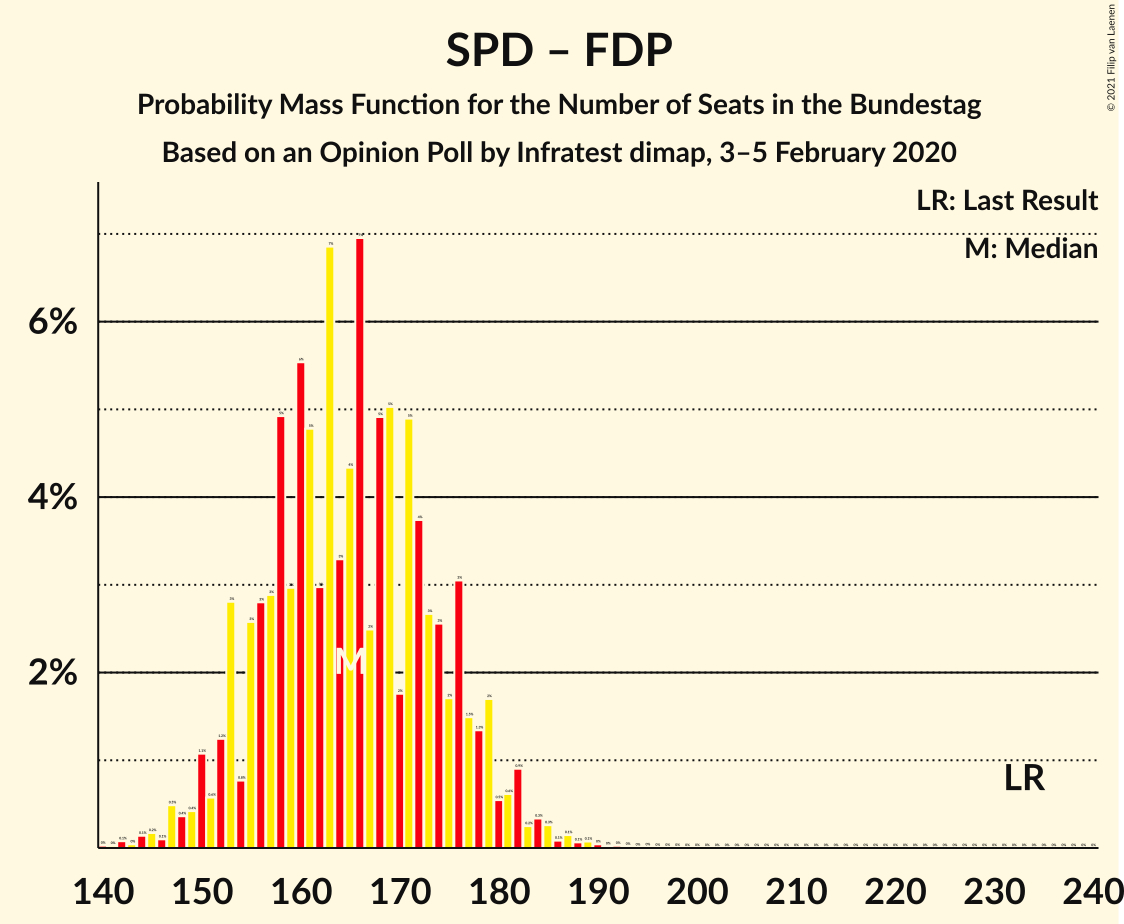 SPD – FDP
Probability Mass Function for the Number of Seats in the Bundestag
Based on an Opinion Poll by Infratest dimap, 3–5 February 2020
© 2021 Filip van Laenen
LR: Last Result
M: Median
6%
4%
2%
M
LR
140 150 160 170 180 190 200 210 220 230 240